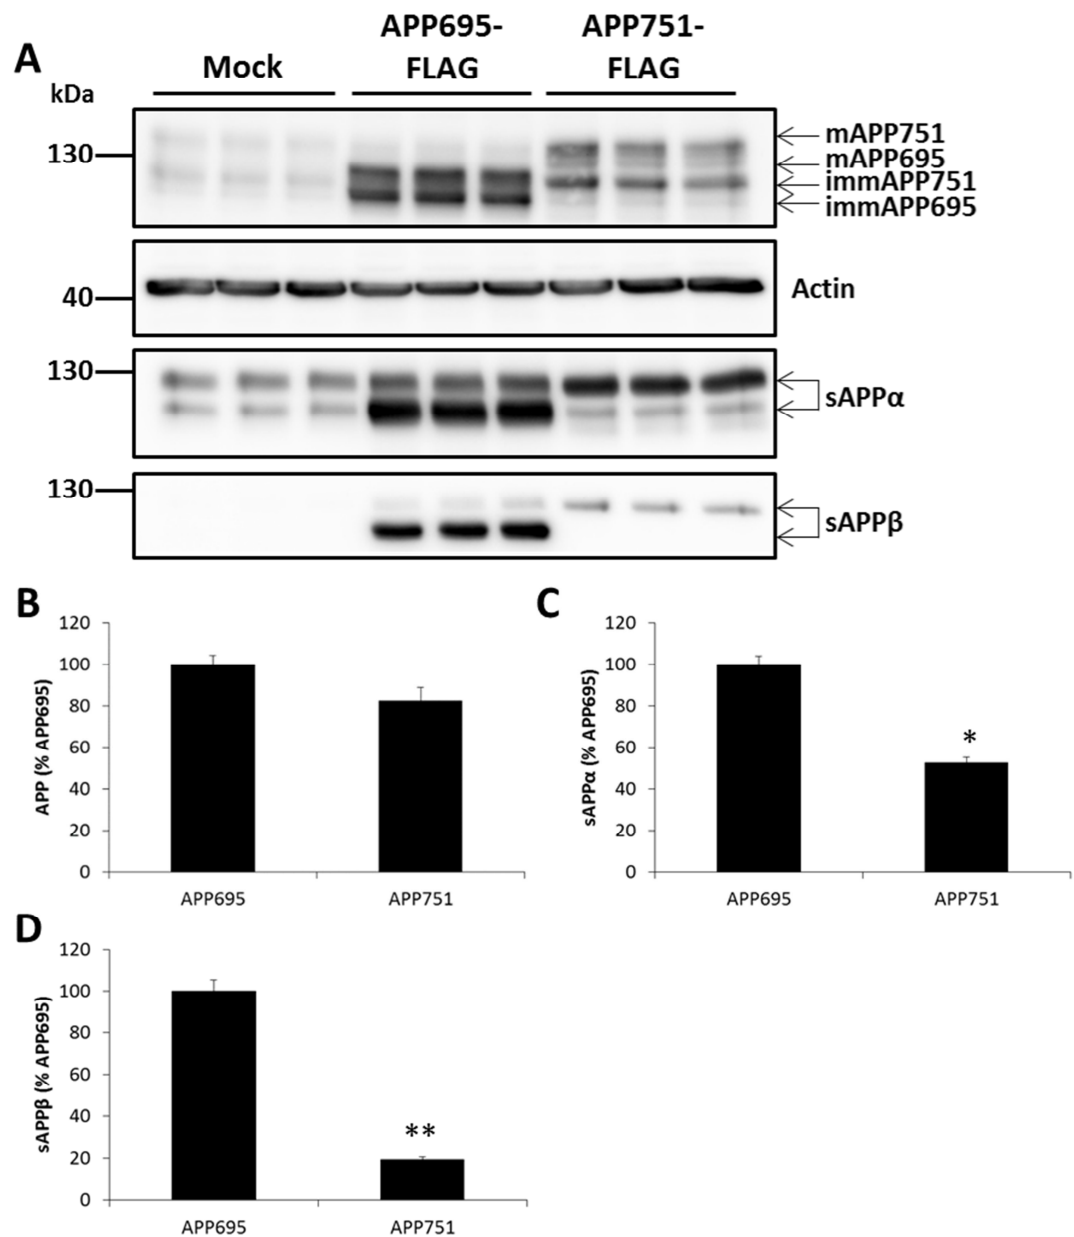 A
kDa
Mock
APP695-
FLAG
APP751-
FLAG
130
mAPP751
mAPP695
immAPP751
immAPP695
40
Actin
130
sAPPα
130
sAPPβ
B
120
100
80
60
40
20
0
APP (% APP695)
APP695
APP751
C
120
100
80
60
40
20
0
sAPPα (% APP695)
*
APP695
APP751
D
120
100
80
60
40
20
0
sAPPβ (% APP695)
**
APP695
APP751